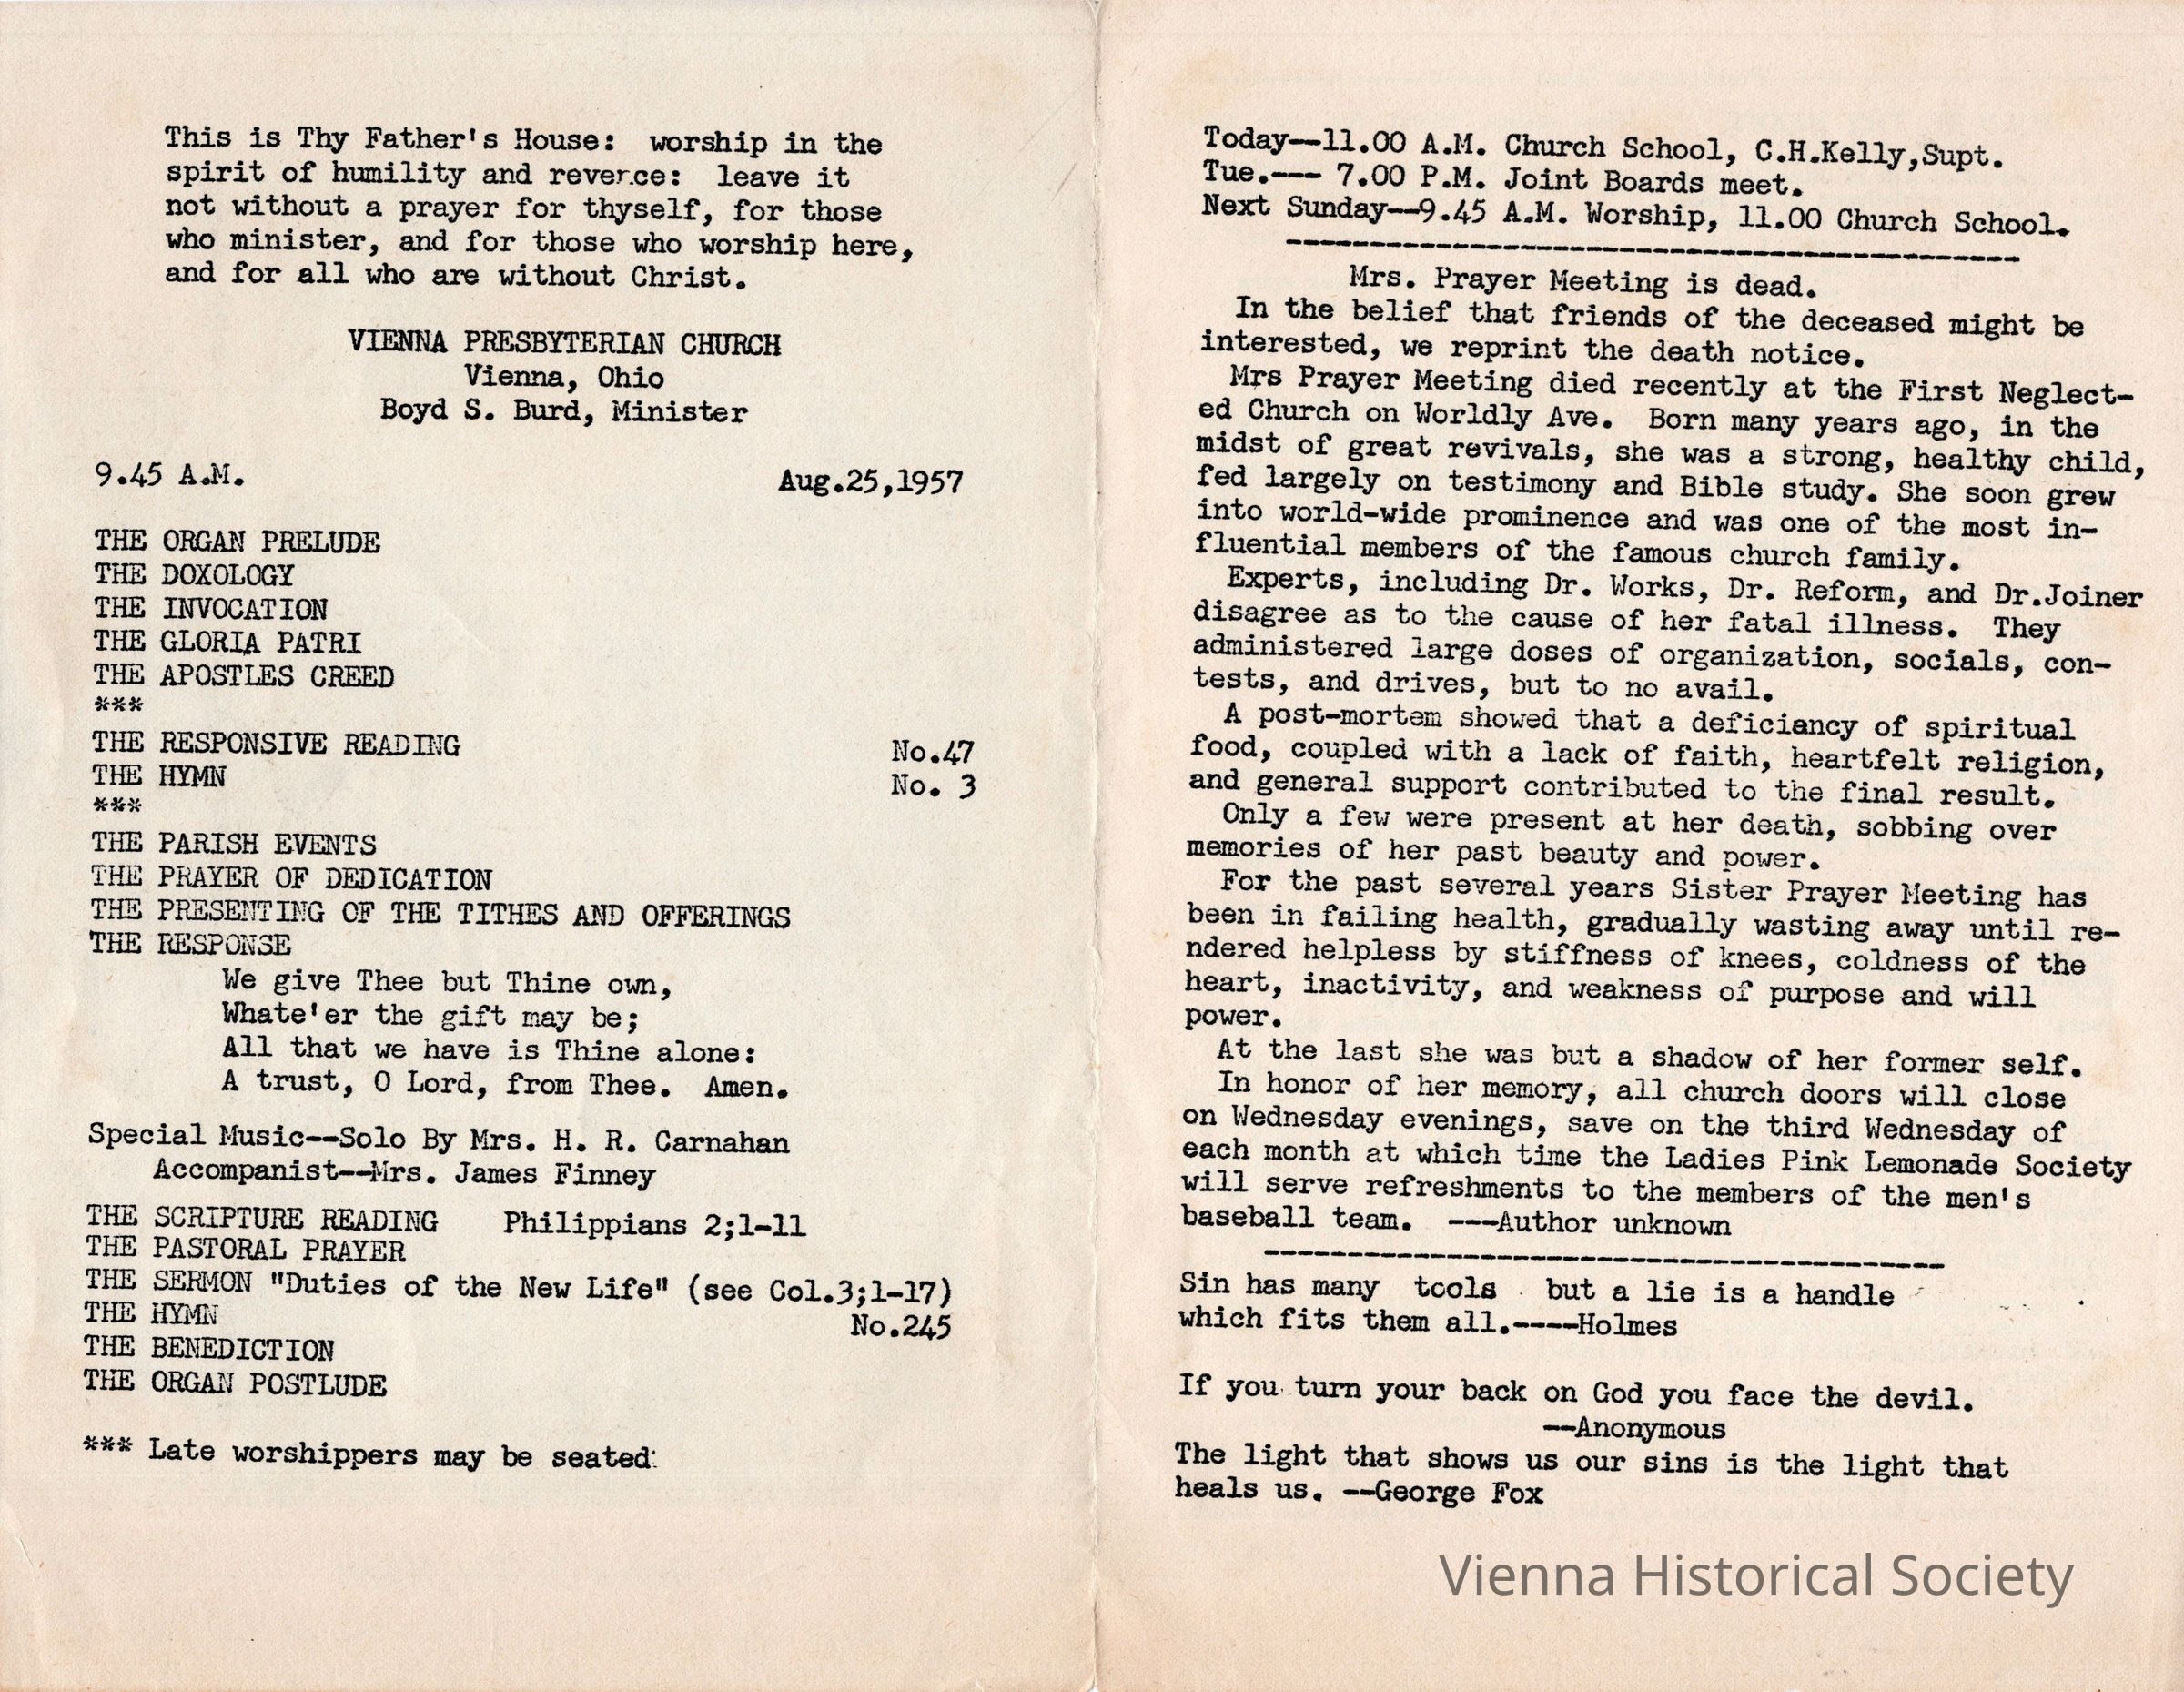 This is Thy Father's House:  worship in the
spirit of humility and reverce:  leave it
not without a prayer for thyself, for those
who minister, and for those who worship here,
and for all who are without Christ.
VIENNA PRESBYTERIAN CHURCH
Vienna, Ohio
Boyd S. Burd, Minister
9.45 A.M. Aug.25,1957
THE ORGAN PRELUDE
THE DOXOLOGY
THE INVOCATION
THE GLORIA PATRI
THE APOSTLES CREED
***
THE RESPONSIVE READING No.47
THE HYMN No. 3
***
THE PARISH EVENTS
THE PRAYER OF DEDICATION
THE PRESENTING OF THE TITHES AND OFFERINGS
THE RESPONSE
We give Thee but Thine own,
Whate'er the gift may be;
All that we have is Thine alone:
A trust, O Lord, from Thee.  Amen.
Special Music--Solo By Mrs. H. R. Carnahan
Accompanist--Mrs. James Finney
THE SCRIPTURE READING    Philippians 2;1-11
THE PASTORAL PRAYER
THE SERMON "Duties of the New Life" (see Col.3;1-17)
THE HYMN No.245
THE BENEDICTION
THE ORGAN POSTLUDE
*** Late worshippers may be seated.
Today--11.00 A.M. Church School, C.H.Kelly,Supt.
Tue.--- 7.00 P.M. Joint Boards meet.
Next Sunday--9.45 A.M. Worship, 11.00 Church School.
--------------------------------------------
Mrs. Prayer Meeting is dead.
In the belief that friends of the deceased might be
interested, we reprint the death notice.
Mrs Prayer Meeting died recently at the First Neglect-
ed Church on Worldly Ave.  Born many years ago, in the
midst of great revivals, she was a strong, healthy child,
fed largely on testimony and Bible study. She soon grew
into world-wide prominence and was one of the most in-
fluential members of the famous church family.
Experts, including Dr. Works, Dr. Reform, and Dr.Joiner
disagree as to the cause of her fatal illness.  They
administered large doses of organization, socials, con-
tests, and drives, but to no avail.
A post-mortem showed that a deficiency of spiritual
food, coupled with a lack of faith, heartfelt religion,
and general support contributed to the final result.
Only a few were present at her death, sobbing over
memories of her past beauty and power.
For the past several years Sister Prayer Meeting has
been in failing health, gradually wasting away until re-
ndered helpless by stiffness of knees, coldness of the
heart, inactivity, and weakness of purpose and will
power.
At the last she was but a shadow of her former self.
In honor of her memory, all church doors will close
on Wednesday evenings, save on the third Wednesday of
each month at which time the Ladies Pink Lemonade Society
will serve refreshments to the members of the men's
baseball team.  ---Author unknown
-----------------------------------------
Sin has many  tools  but a lie is a handle
which fits them all.----Holmes
If you turn your back on God you face the devil.
--Anonymous
The light that shows us our sins is the light that
heals us. --George Fox
Vienna Historical Society